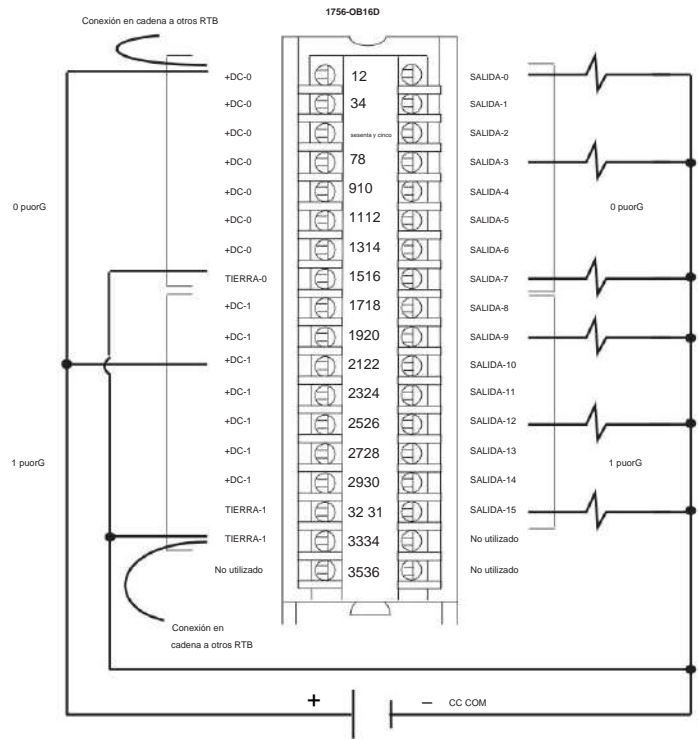 1756-OB16D
Conexión en cadena a otros RTB
+DC-0 12 SALIDA-0
+DC-0 34 SALIDA-1
+DC-0 sesenta y cinco SALIDA-2
+DC-0 78 SALIDA-3
+DC-0 910 SALIDA-4
0 puorG 0 puorG
+DC-0 1112 SALIDA-5
+DC-0 1314 SALIDA-6
TIERRA-0 1516 SALIDA-7
+DC-1 1718 SALIDA-8
+DC-1 1920 SALIDA-9
+DC-1 2122 SALIDA-10
+DC-1 2324 SALIDA-11
+DC-1 2526 SALIDA-12
+DC-1 2728 SALIDA-13
1 puorG 1 puorG
+DC-1 2930 SALIDA-14
TIERRA-1 32 31 SALIDA-15
TIERRA-1 3334 No utilizado
No utilizado 3536 No utilizado
Conexión en
cadena a otros RTB
+ − CC COM